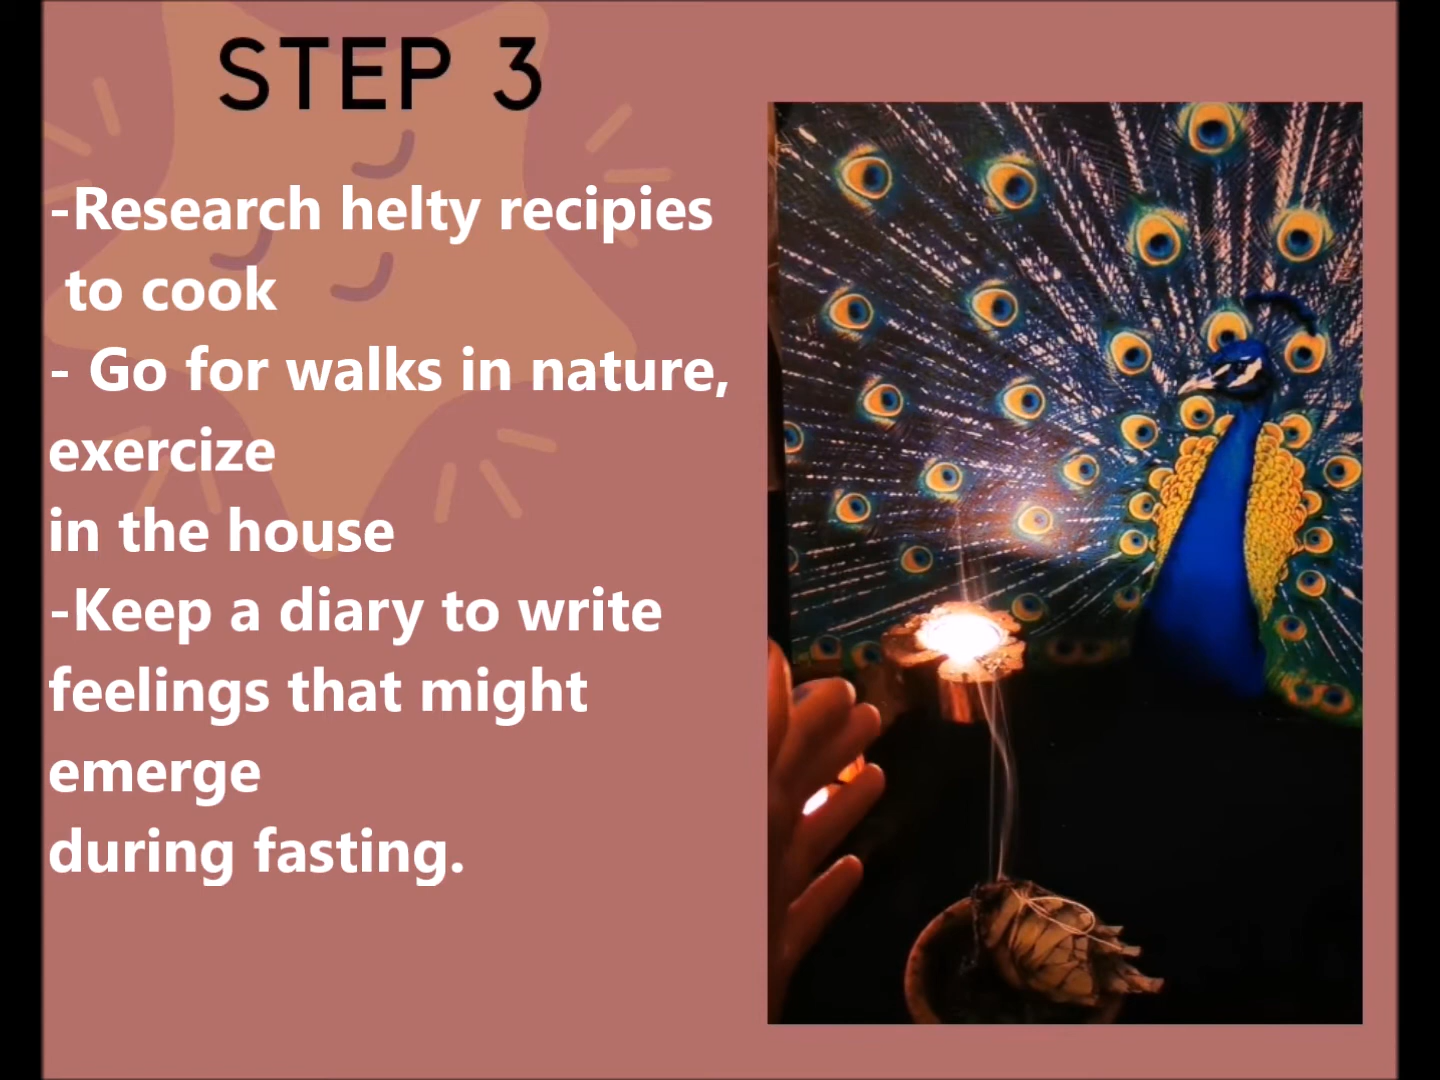 STEP 3
-Research helty recipies
to cook
- Go for walks in nature,
exercize
in the house
-Keep a diary to write
feelings that might
emerge
during fasting.